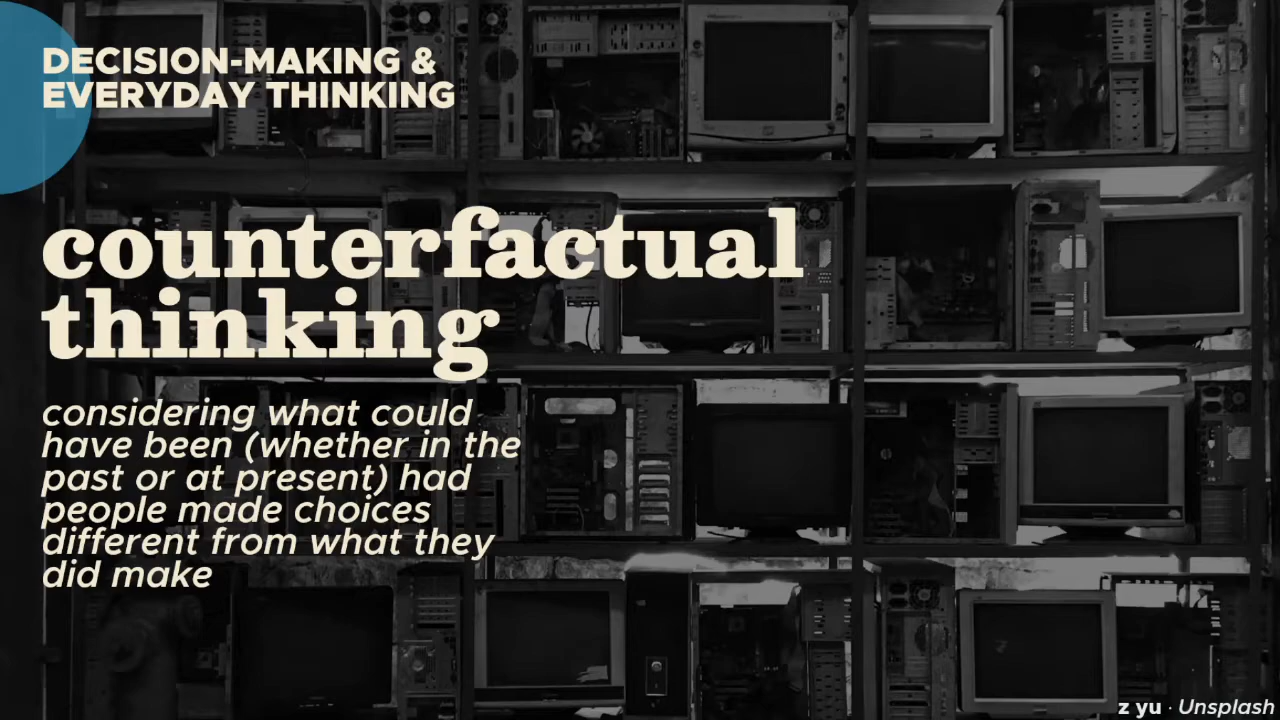 DECISION-MAKING &
EVERYDAY THINKING
counterfactual
thinking
considering what could
have been (whether in the
past or at present) had
people made choices
different from what they
did make
z yu · Unsplash